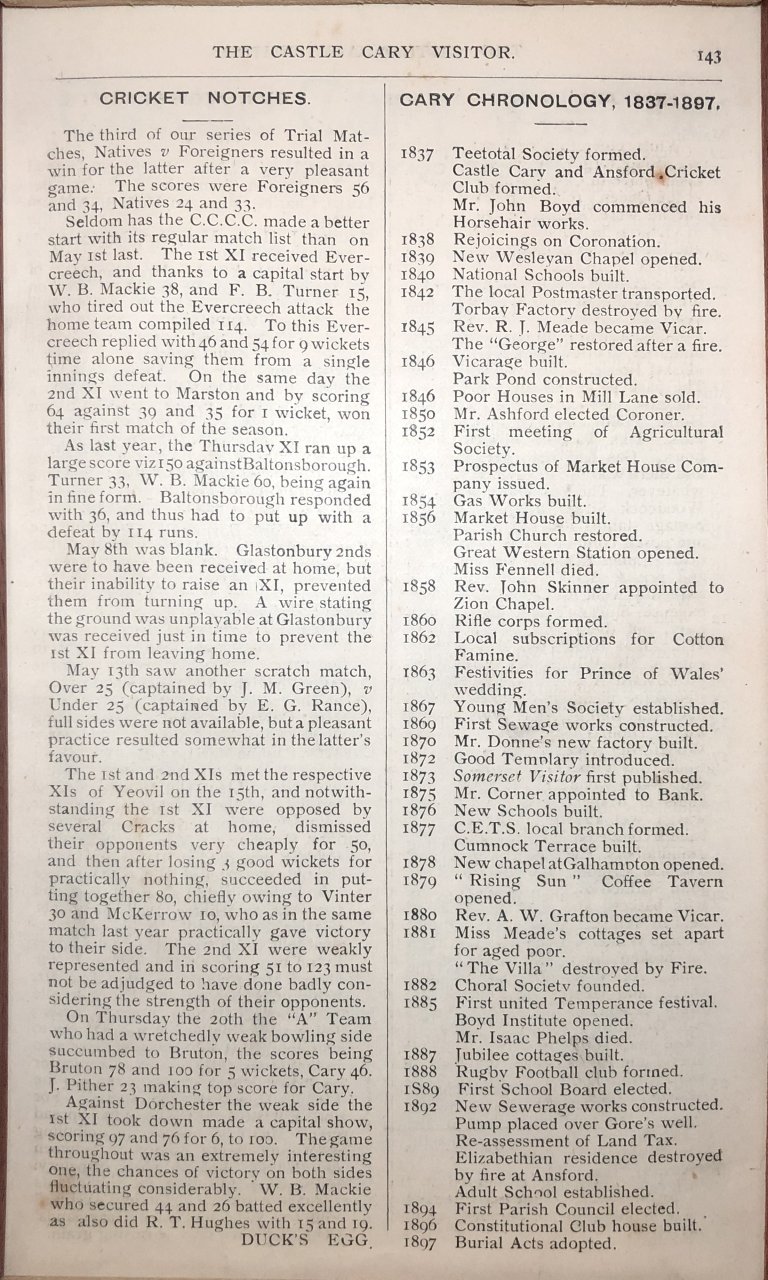 THE CASTLE CARY VISITOR.
143
CRICKET NOTCHES.
The third of our series of Trial Mat-
ches, Natives v Foreigners resulted in a
win for the latter after a very pleasant
game. The scores were Foreigners 56
and 34, Natives 24 and 33.
Seldom has the C.C.C.C. made a better
start with its regular match list than on
May 1st last. The 1st XI received Ever-
creech, and thanks to a capital start by
W. B. Mackie 38, and F. B. Turner 15,
who tired out the Evercreech attack the
home team compiled 114. To this Ever-
creech replied with 46 and 54 for 9 wickets
time alone saving them from a single
innings defeat. On the same day the
2nd XI went to Marston and by scoring
64 against 39 and 35 for 1 wicket, won
their first match of the season.
As last year, the Thursday XI ran up a
large score viz 150 against Baltonsborough.
Turner 33, W. B. Mackie 60, being again
in fine form. Baltonsborough responded
with 36, and thus had to put up with a
defeat by 114 runs.
May 8th was blank. Glastonbury 2nds
were to have been received at home, but
their inability to raise an XI, prevented
them from turning up. A wire stating
the ground was unplayable at Glastonbury
was received just in time to prevent the
1st XI from leaving home.
May 13th saw another scratch match,
Over 25 (captained by J. M. Green), v
Under 25 (captained by E. G. Rance),
full sides were not available, but a pleasant
practice resulted somewhat in the latter's
favour.
The 1st and 2nd XIs met the respective
XIs of Yeovil on the 15th, and notwith-
standing the 1st XI were opposed by
several Cracks at home, dismissed
their opponents very cheaply for 50,
and then after losing 3 good wickets for
practically nothing, succeeded in put-
ting together 80, chiefly owing to Vinter
30 and McKerrow 10, who as in the same
match last year practically gave victory
to their side. The 2nd XI were weakly
represented and in scoring 51 to 123 must
not be adjudged to have done badly con-
sidering the strength of their opponents.
On Thursday the 20th the "A" Team
who had a wretchedly weak bowling side
succumbed to Bruton, the scores being
Bruton 78 and 100 for 5 wickets, Cary 46.
J. Pither 23 making top score for Cary.
Against Dorchester the weak side the
1st XI took down made a capital show,
scoring 97 and 76 for 6, to 100. The game
throughout was an extremely interesting
one, the chances of victory on both sides
fluctuating considerably. W. B. Mackie
who secured 44 and 26 batted excellently
as also did R. T. Hughes with 15 and 19.
DUCK'S EGG.
CARY CHRONOLOGY, 1837-1897.
1837 Teetotal Society formed.
Castle Cary and Ansford Cricket
Club formed.
Mr. John Boyd commenced his
Horsehair works.
1838 Rejoicings on Coronation.
1839 New Wesleyan Chapel opened.
1840 National Schools built.
1842 The local Postmaster transported.
Torbay Factory destroyed by fire.
1845 Rev. R. J. Meade became Vicar.
The "George" restored after a fire.
1846 Vicarage built.
Park Pond constructed.
1846 Poor Houses in Mill Lane sold.
1850 Mr. Ashford elected Coroner.
1852 First meeting of Agricultural
Society.
1853 Prospectus of Market House Com-
pany issued.
1854 Gas Works built.
1856 Market House built.
Parish Church restored.
Great Western Station opened.
Miss Fennell died.
1858 Rev. John Skinner appointed to
Zion Chapel.
1860 Rifle corps formed.
1862 Local subscriptions for Cotton
Famine.
1863 Festivities for Prince of Wales'
wedding.
1867 Young Men's Society established.
1869 First Sewage works constructed.
1870 Mr. Donne's new factory built.
1872 Good Templary introduced.
1873 Somerset Visitor first published.
1875 Mr. Corner appointed to Bank.
1876 New Schools built.
1877 C.E.T.S. local branch formed.
Cumnock Terrace built.
1878 New chapel at Galhampton opened.
1879 "Rising Sun" Coffee Tavern
opened.
1880 Rev. A. W. Grafton became Vicar.
1881 Miss Meade's cottages set apart
for aged poor.
"The Villa" destroyed by Fire.
1882 Choral Society founded.
1885 First united Temperance festival.
Boyd Institute opened.
Mr. Isaac Phelps died.
1887 Jubilee cottages built.
1888 Rugby Football club formed.
1889 First School Board elected.
1892 New Sewerage works constructed.
Pump placed over Gore's well.
Re-assessment of Land Tax.
Elizabethian residence destroyed
by fire at Ansford.
Adult School established.
1894 First Parish Council elected.
1896 Constitutional Club house built.
1897 Burial Acts adopted.